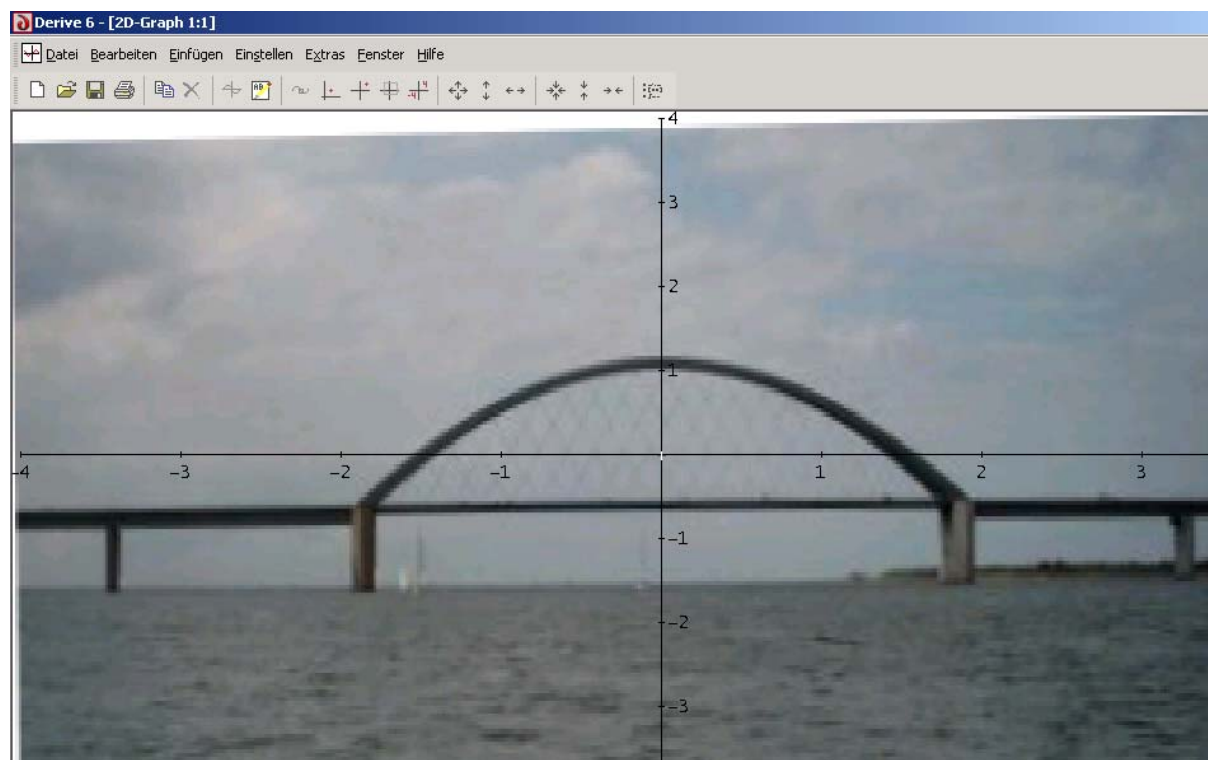 Derive 6 - [2D-Graph 1:1]
Datei Bearbeiten Einfügen Einstellen Extras Fenster Hilfe
4
3
2
1
-4 -3 -2 -1 1 2 3
-1
-2
-3